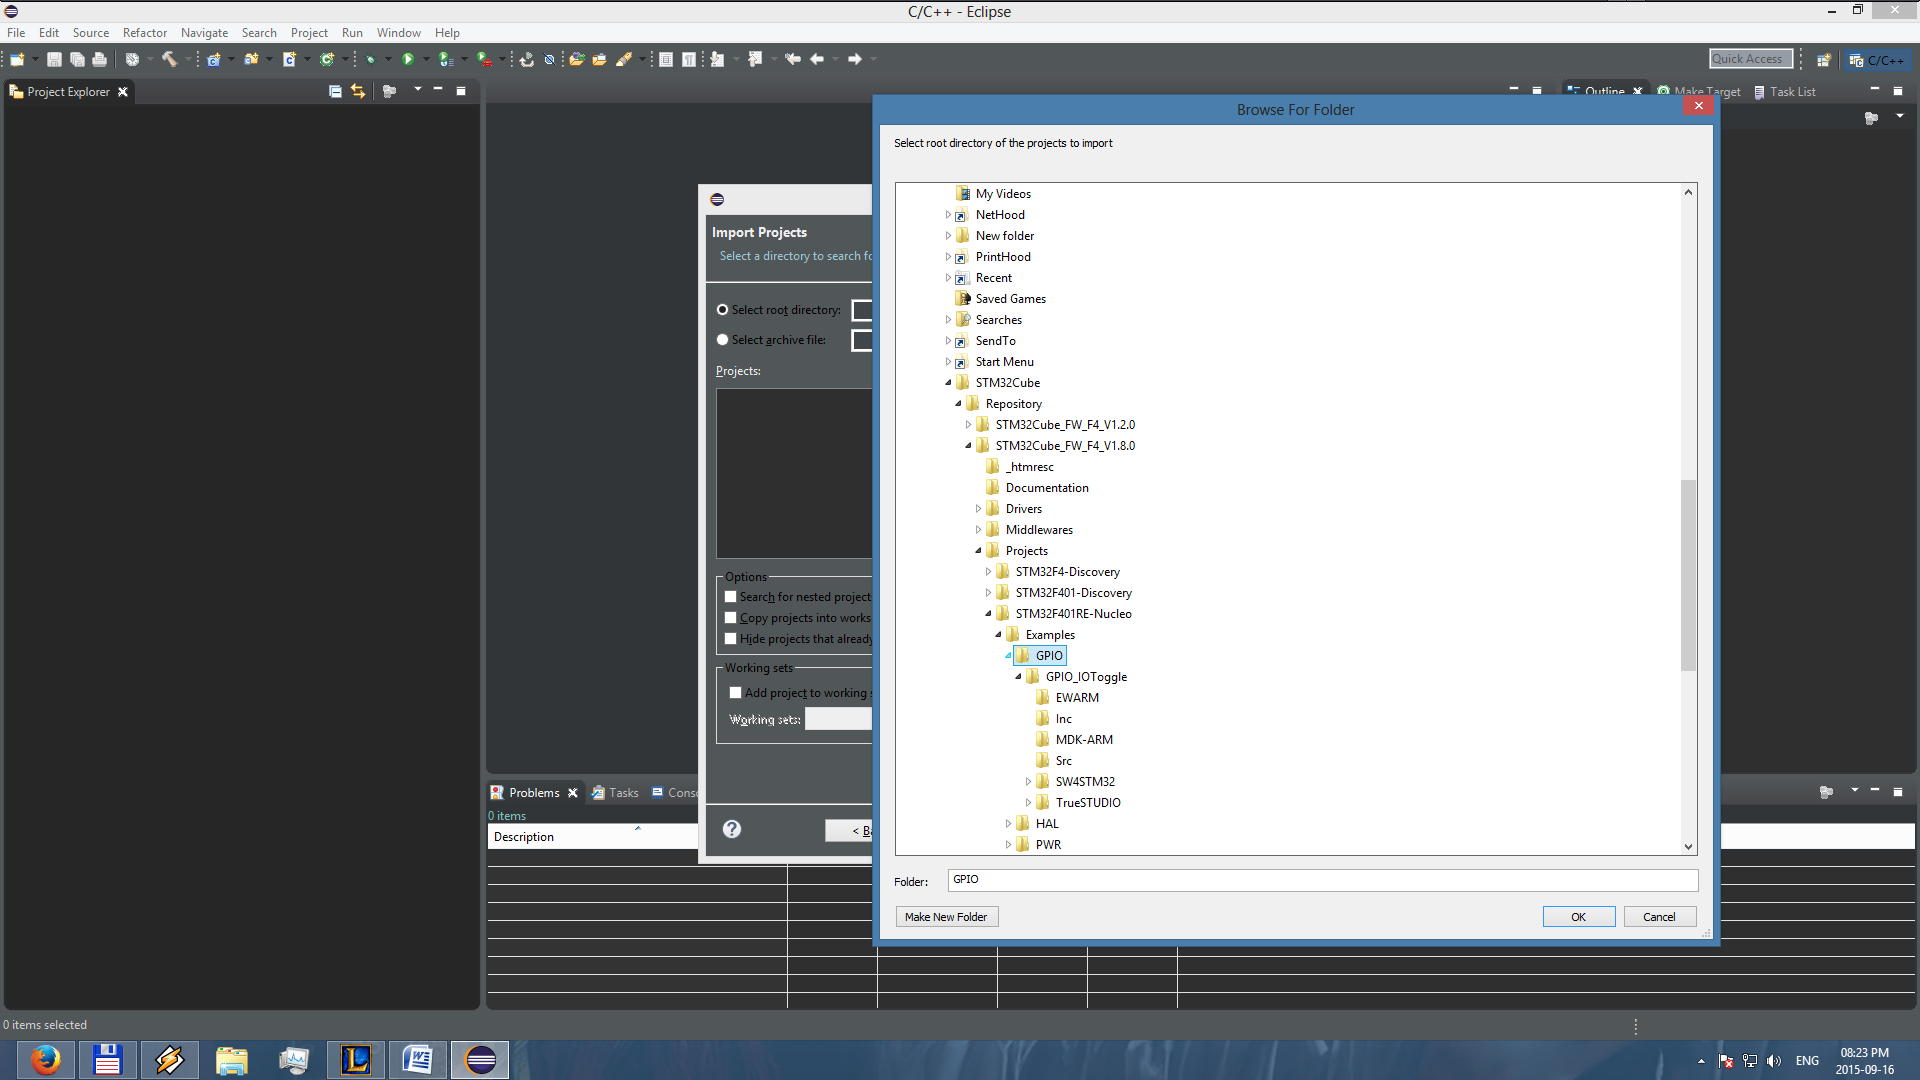 C/C++ - Eclipse
File Edit Source Refactor Navigate Search Project Run Window Help
Quick Access
C/C++
Project Explorer
Outline
Make Target
Task List
Browse For Folder
Select root directory of the projects to import
My Videos
NetHood
New folder
PrintHood
Recent
Saved Games
Searches
SendTo
Start Menu
STM32Cube
Repository
STM32Cube_FW_F4_V1.2.0
STM32Cube_FW_F4_V1.8.0
_htmresc
Documentation
Drivers
Middlewares
Projects
STM32F4-Discovery
STM32F401-Discovery
STM32F401RE-Nucleo
Examples
GPIO
GPIO_IOToggle
EWARM
Inc
MDK-ARM
Src
SW4STM32
TrueSTUDIO
HAL
PWR
Folder: GPIO
Make New Folder
OK
Cancel
Import Projects
Select a directory to search fo
Select root directory:
Select archive file:
Projects:
Options
Search for nested project
Copy projects into works
Hide projects that already
Working sets
Add project to working s
Working sets:
< Ba
Problems
Tasks
Conso
0 items
Description
0 items selected
ENG
08:23 PM
2015-09-16